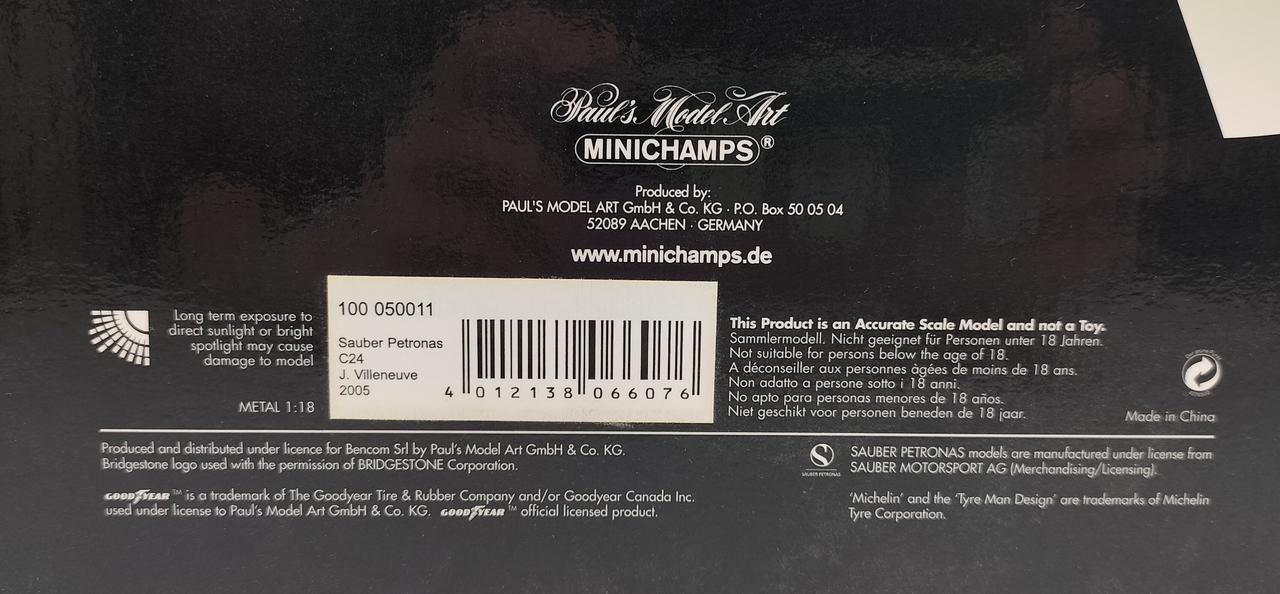 Paul's Model Art
MINICHAMPS®
Produced by:
PAUL'S MODEL ART GmbH & Co. KG · P.O. Box 50 05 04
52089 AACHEN · GERMANY
www.minichamps.de
Long term exposure to
direct sunlight or bright
spotlight may cause
damage to model
METAL 1:18
100 050011
Sauber Petronas
C24
J. Villeneuve
2005
4 012138 066076
This Product is an Accurate Scale Model and not a Toy.
Sammlermodell. Nicht geeignet für Personen unter 18 Jahren.
Not suitable for persons below the age of 18.
A déconseiller aux personnes àgées de moins de 18 ans.
Non adatto a persone sotto i 18 anni.
No apto para personas menores de 18 años.
Niet geschikt voor personen beneden de 18 jaar.
Made in China
Produced and distributed under licence for Bencom Srl by Paul's Model Art GmbH & Co. KG.
Bridgestone logo used with the permission of BRIDGESTONE Corporation.
GOODYEAR ™ is a trademark of The Goodyear Tire & Rubber Company and/or Goodyear Canada Inc.
used under license to Paul's Model Art GmbH & Co. KG. GOODYEAR ™ official licensed product.
SAUBER PETRONAS
SAUBER PETRONAS models are manufactured under license from
SAUBER MOTORSPORT AG (Merchandising/Licensing).
'Michelin' and the 'Tyre Man Design' are trademarks of Michelin
Tyre Corporation.